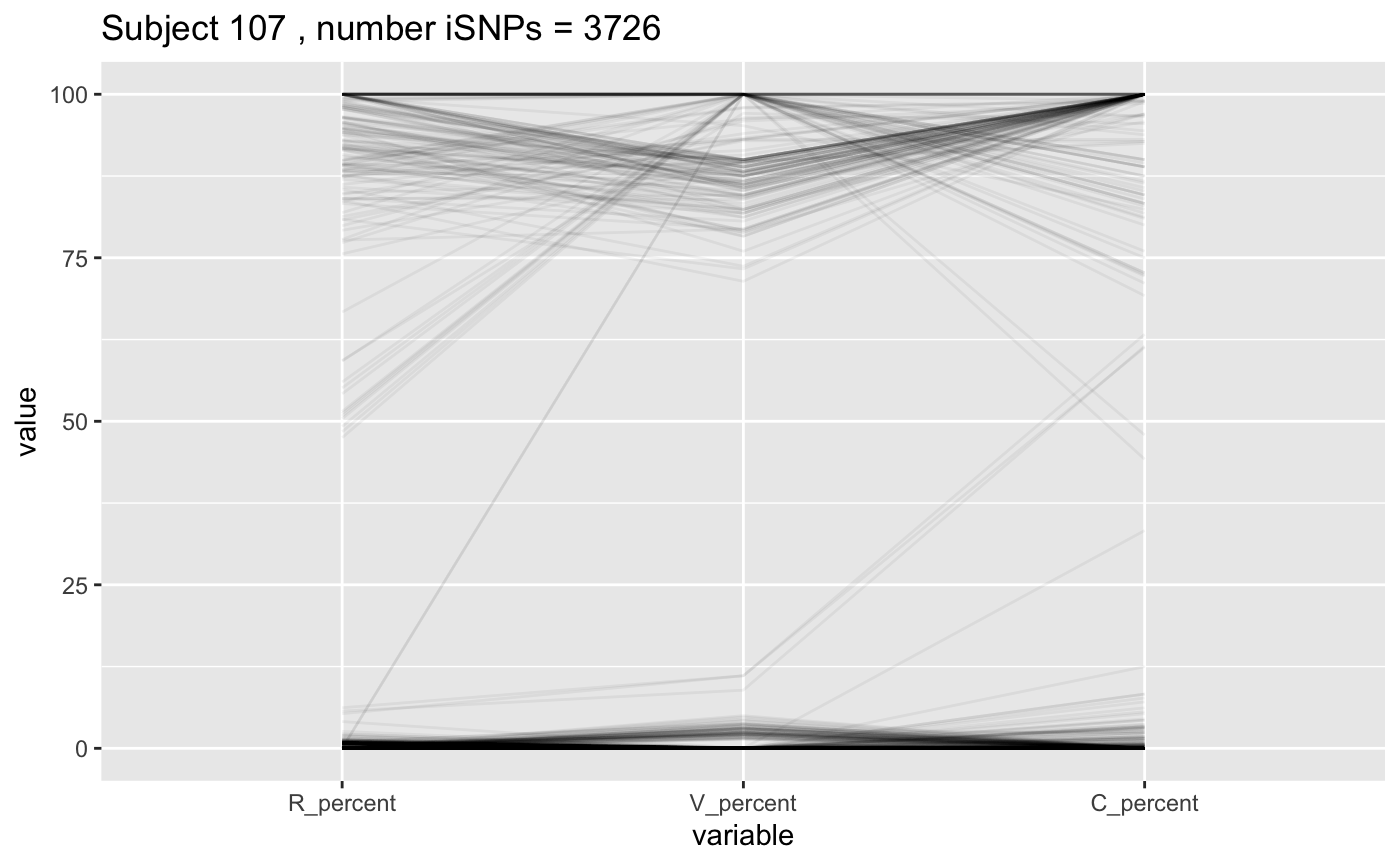 Subject 107 , number iSNPs = 3726
100
75
50
25
0
value
R_percent V_percent C_percent
variable